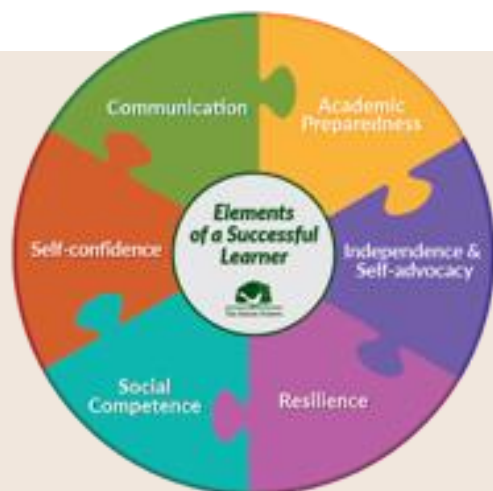 Communication
Academic
Preparedness
Self-confidence
Elements
of a Successful
Learner
Independence &
Self-advocacy
Social
Competence
Resilience